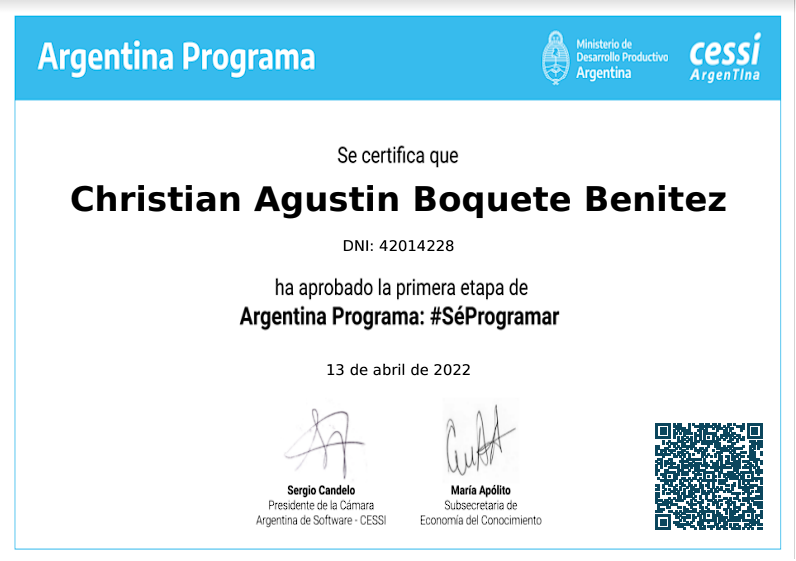 Argentina Programa
Ministerio de
Desarrollo Productivo
Argentina
cessi
ArgenTIna
Se certifica que
Christian Agustin Boquete Benitez
DNI: 42014228
ha aprobado la primera etapa de
Argentina Programa: #SéProgramar
13 de abril de 2022
Sergio Candelo
Presidente de la Cámara
Argentina de Software - CESSI
María Apólito
Subsecretaria de
Economía del Conocimiento